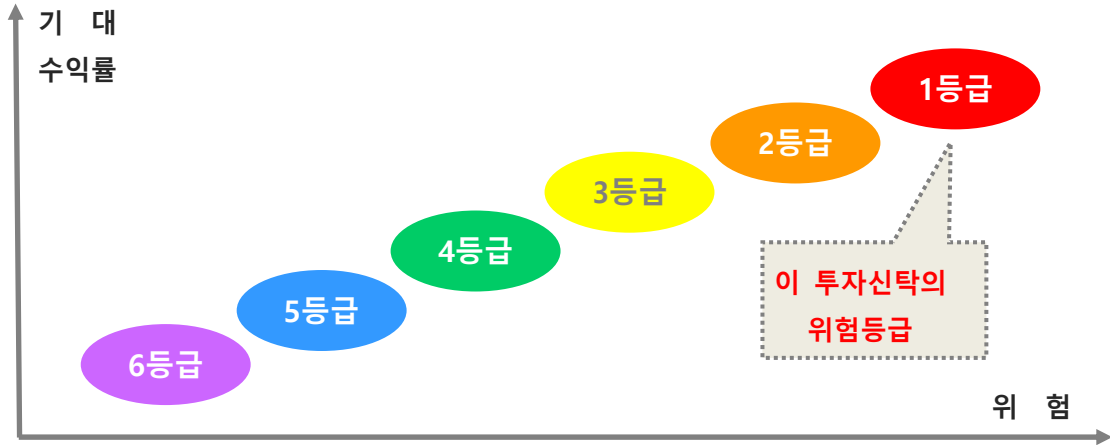 기 대
수익률
1등급
2등급
3등급
4등급
5등급
6등급
이 투자신탁의
위험등급
위 험